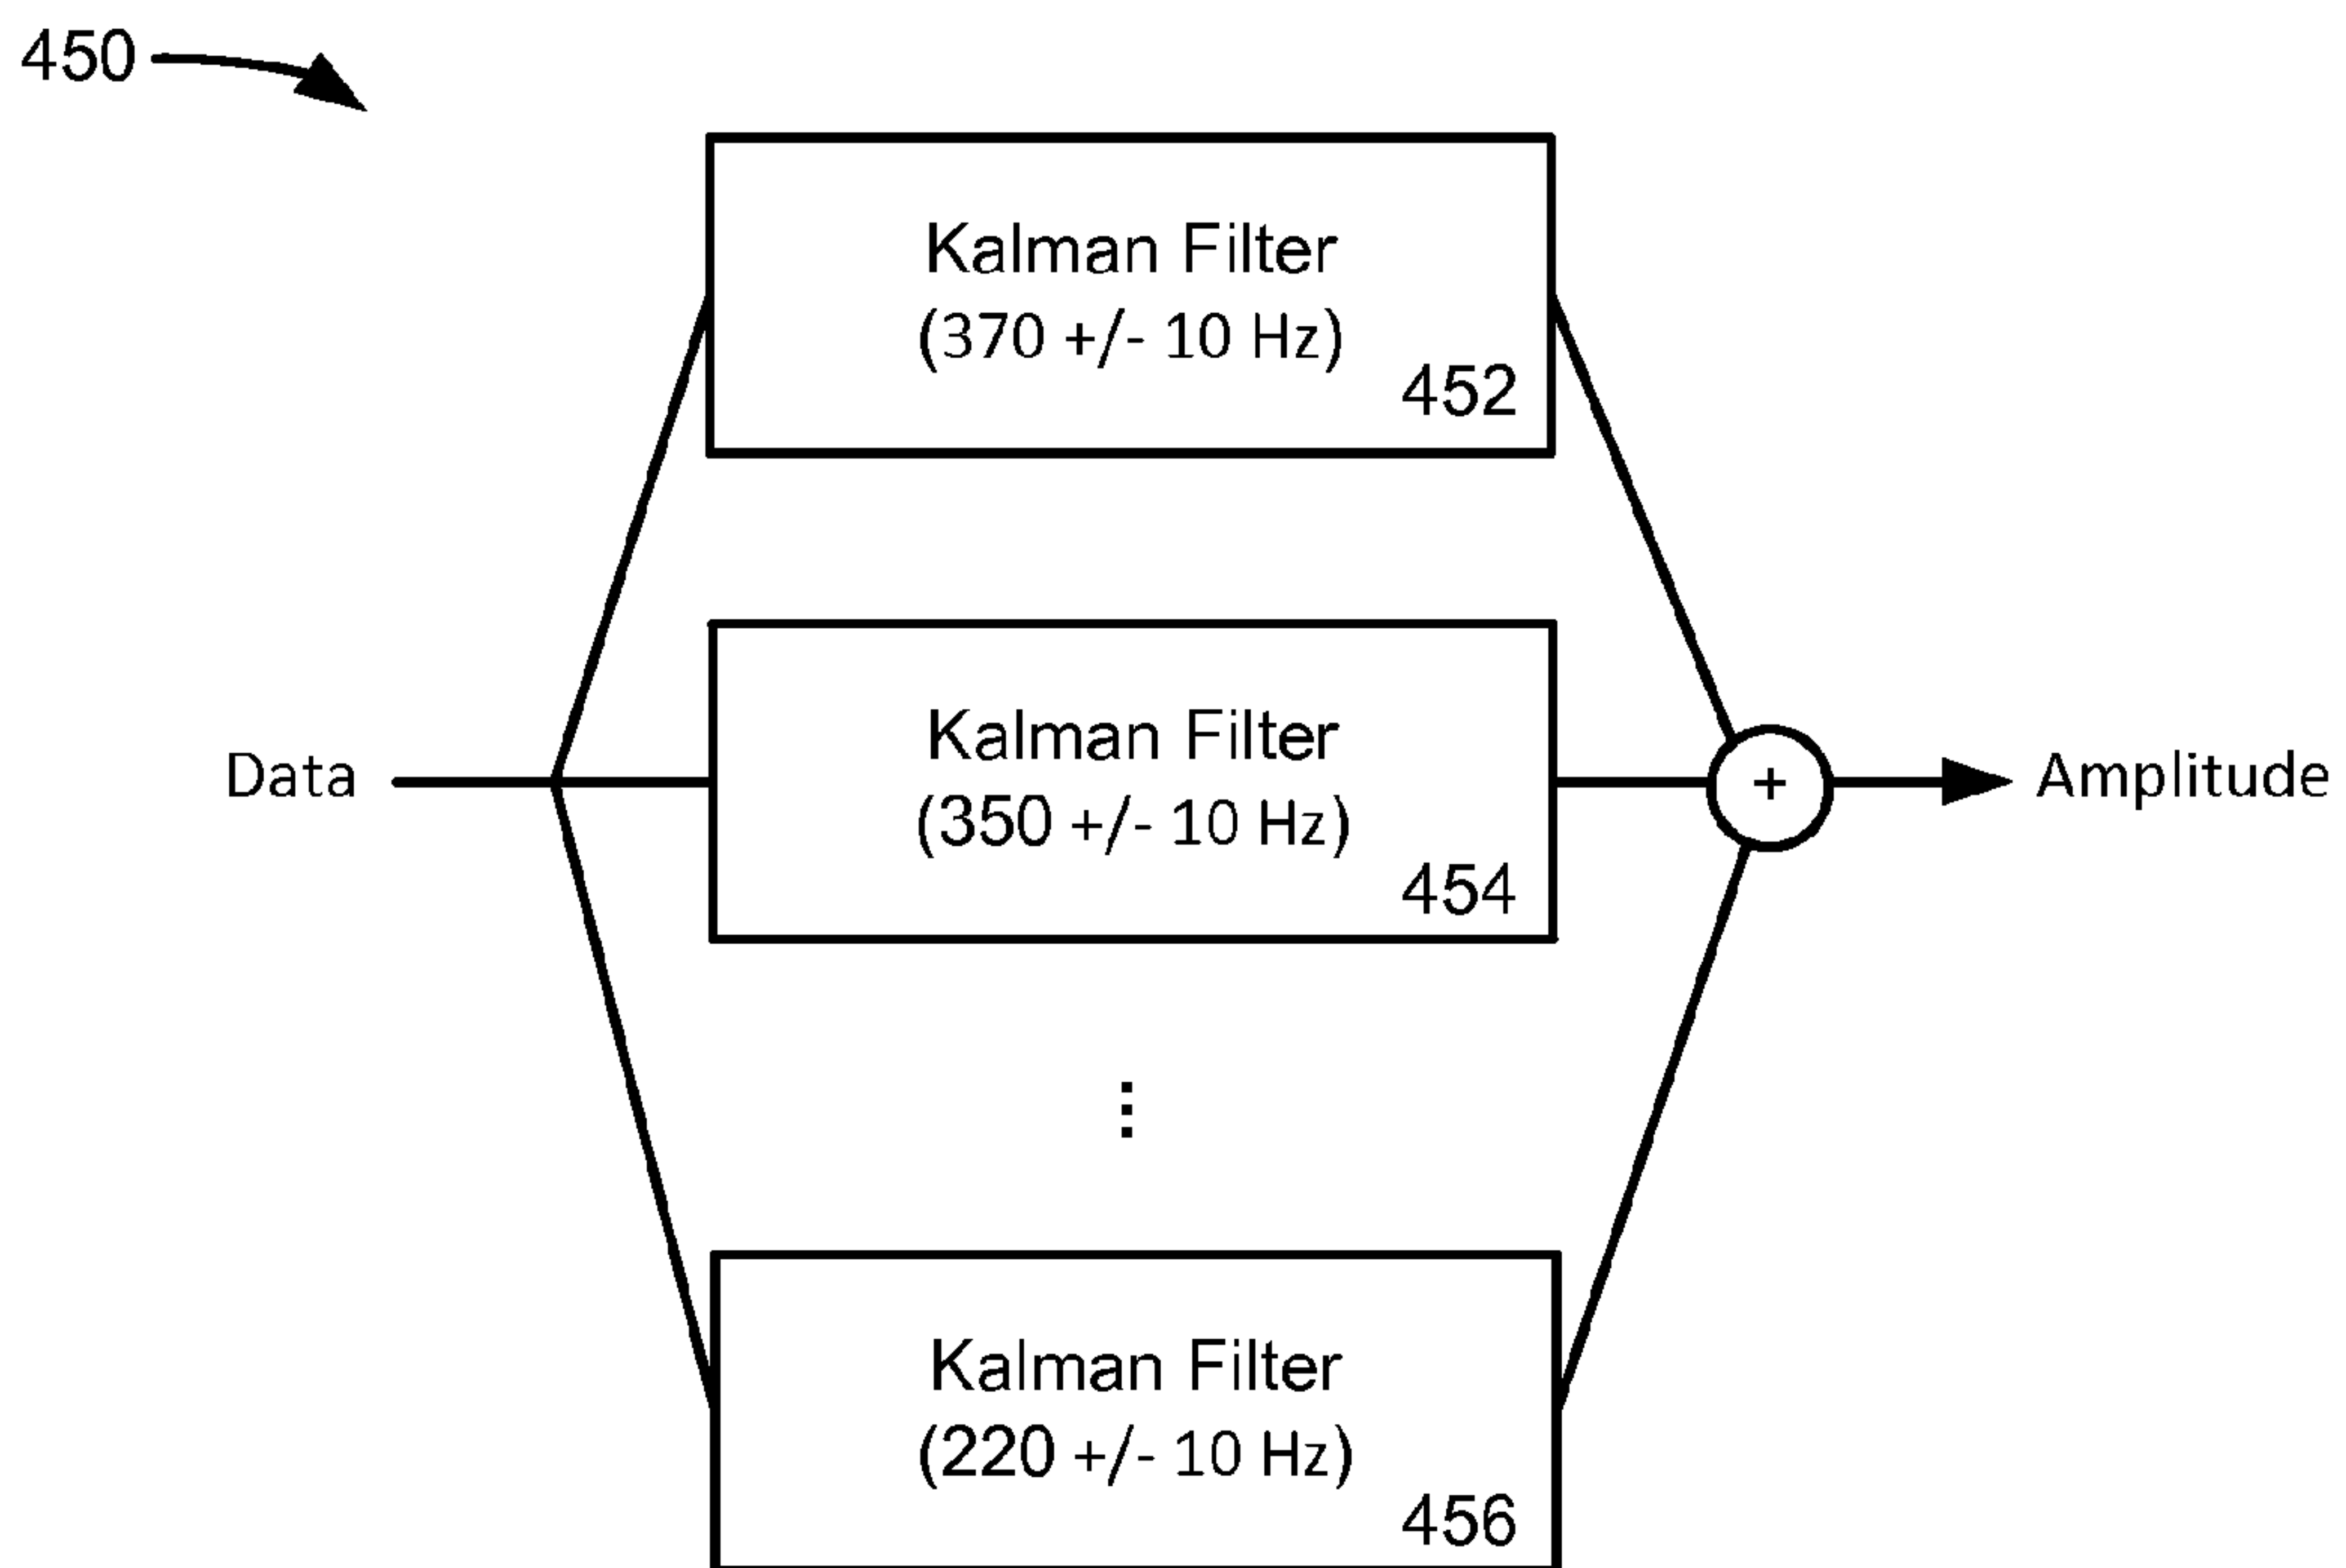 450
Kalman Filter
(370 +/- 10 Hz)
452
Kalman Filter
(350 +/- 10 Hz)
454
Data
+
Amplitude
⋮
Kalman Filter
(220 +/- 10 Hz)
456